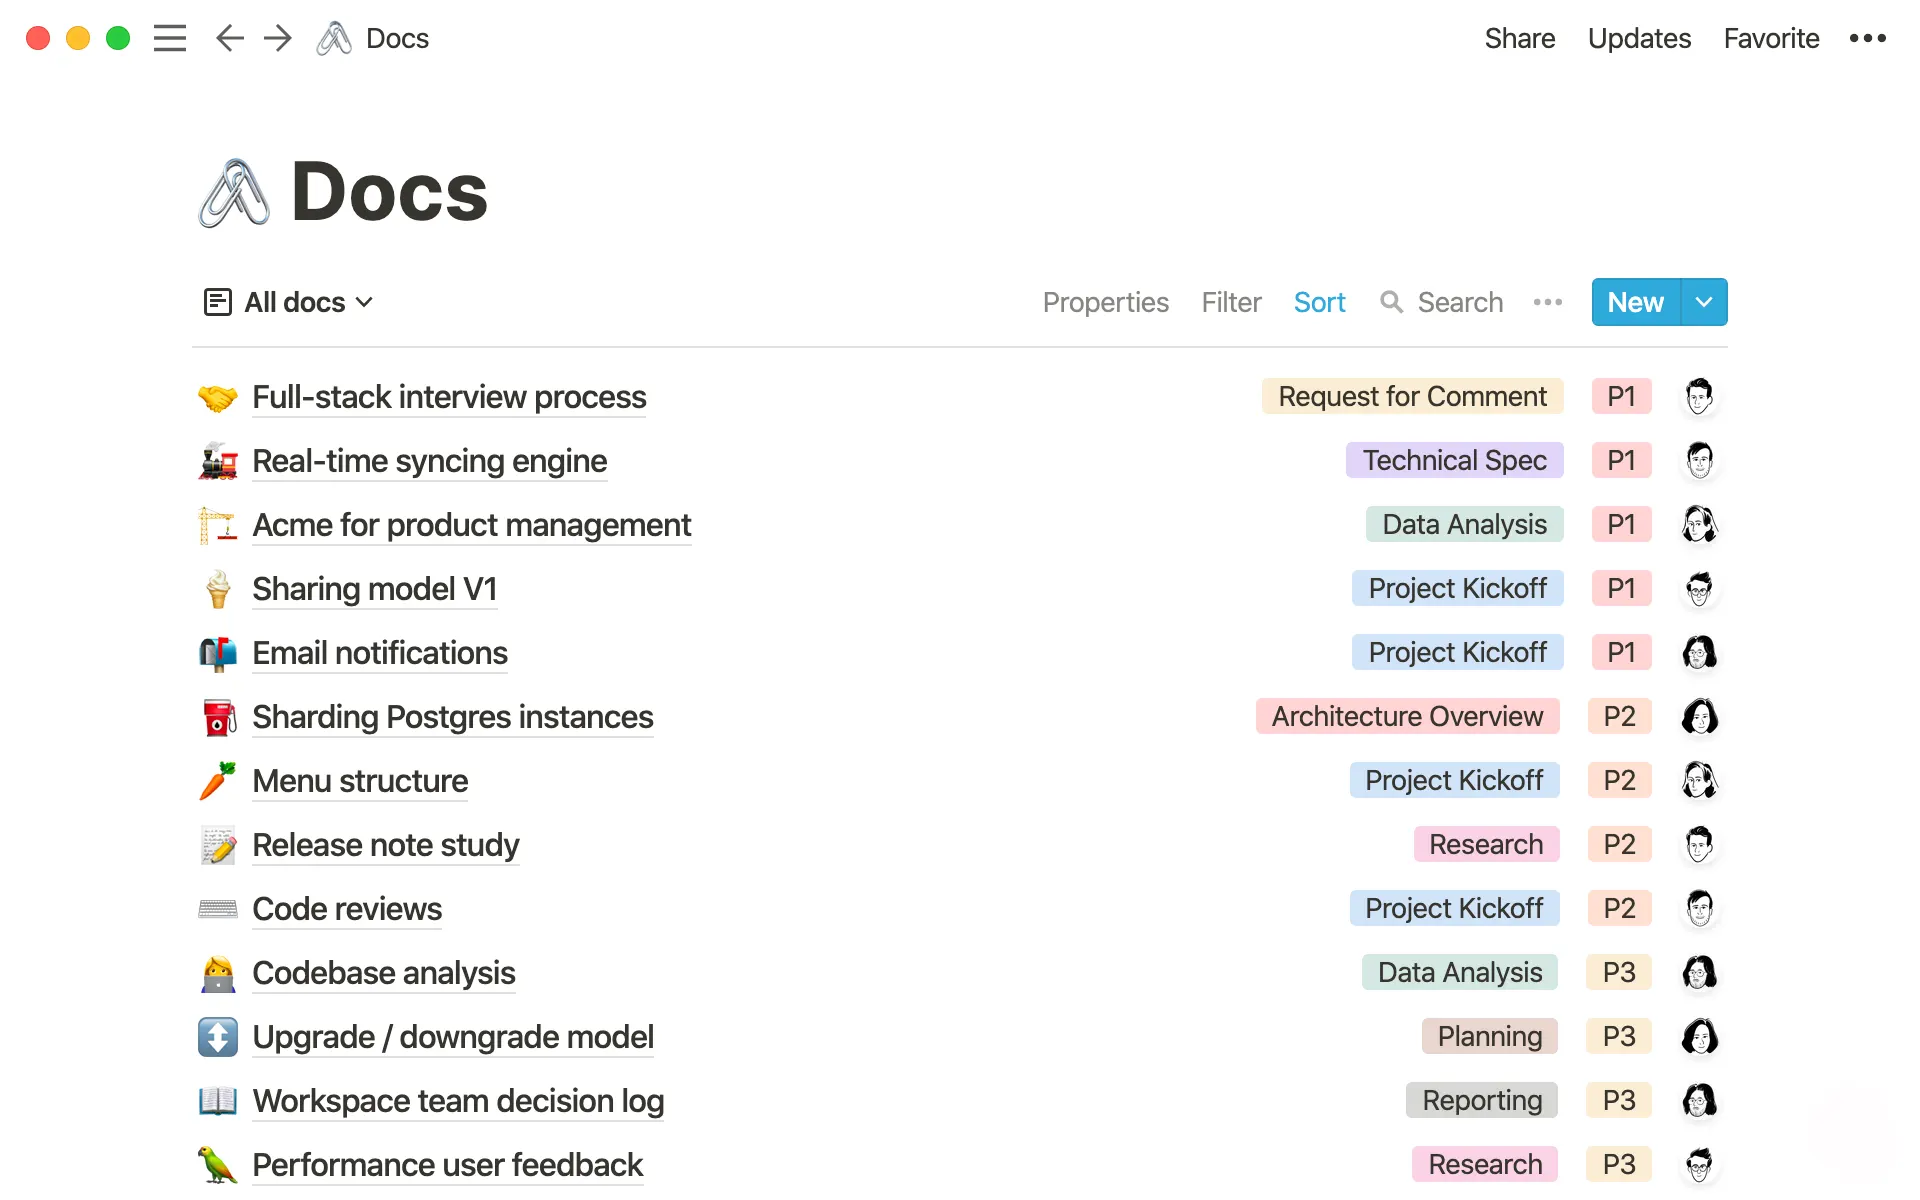 Docs Share Updates Favorite
Docs
All docs Properties Filter Sort Search New
Full-stack interview process Request for Comment P1
Real-time syncing engine Technical Spec P1
Acme for product management Data Analysis P1
Sharing model V1 Project Kickoff P1
Email notifications Project Kickoff P1
Sharding Postgres instances Architecture Overview P2
Menu structure Project Kickoff P2
Release note study Research P2
Code reviews Project Kickoff P2
Codebase analysis Data Analysis P3
Upgrade / downgrade model Planning P3
Workspace team decision log Reporting P3
Performance user feedback Research P3